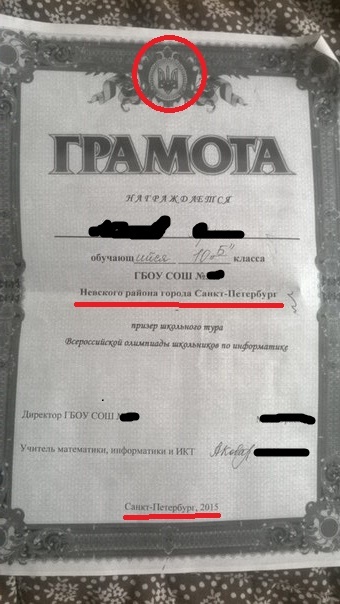 ГРАМОТА
НАГРАЖДАЕТСЯ
обучающийся "10 Б" класса
ГБОУ СОШ №
Невского района города Санкт-Петербург
призер школьного тура
Всероссийской олимпиады школьников по информатике
Директор ГБОУ СОШ №
Учитель математики, информатики и ИКТ
Санкт-Петербург, 2015